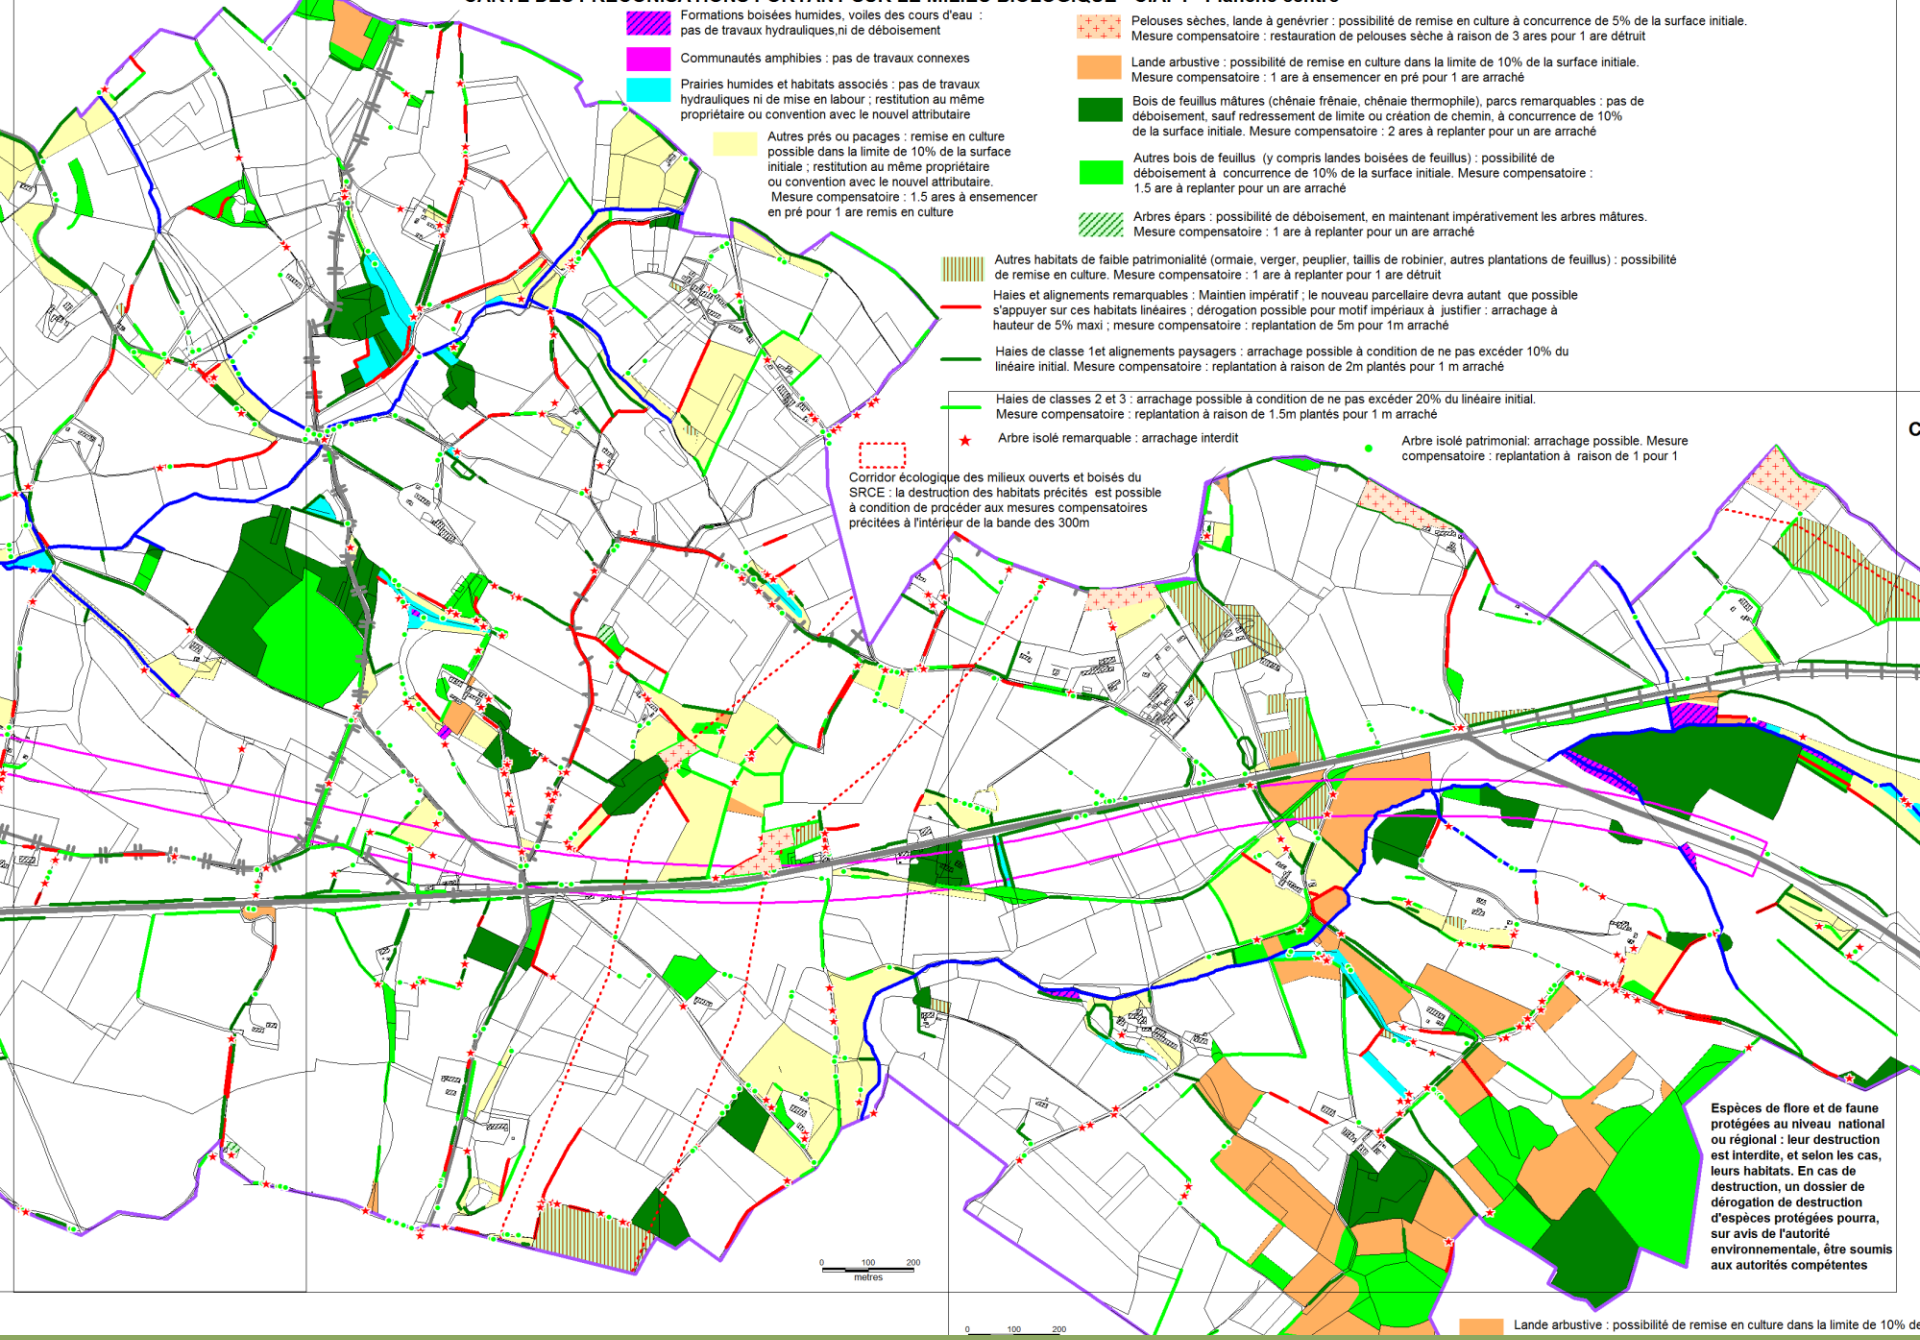 CARTE DES PRECONISATIONS PORTANT SUR LE MILIEU BIOLOGIQUE
Planche centre
Formations boisées humides, voiles des cours d'eau :
pas de travaux hydrauliques,ni de déboisement
Communautés amphibies : pas de travaux connexes
Prairies humides et habitats associés : pas de travaux
hydrauliques ni de mise en labour ; restitution au même
propriétaire ou convention avec le nouvel attributaire
Autres prés ou pacages : remise en culture
possible dans la limite de 10% de la surface
initiale ; restitution au même propriétaire
ou convention avec le nouvel attributaire.
Mesure compensatoire : 1.5 ares à ensemencer
en pré pour 1 are remis en culture
Pelouses sèches, lande à genévrier : possibilité de remise en culture à concurrence de 5% de la surface initiale.
Mesure compensatoire : restauration de pelouses sèche à raison de 3 ares pour 1 are détruit
Lande arbustive : possibilité de remise en culture dans la limite de 10% de la surface initiale.
Mesure compensatoire : 1 are à ensemencer en pré pour 1 are arraché
Bois de feuillus mâtures (chênaie frênaie, chênaie thermophile), parcs remarquables : pas de
déboisement, sauf redressement de limite ou création de chemin, à concurrence de 10%
de la surface initiale. Mesure compensatoire : 2 ares à replanter pour un are arraché
Autres bois de feuillus (y compris landes boisées de feuillus) : possibilité de
déboisement à concurrence de 10% de la surface initiale. Mesure compensatoire :
1.5 are à replanter pour un are arraché
Arbres épars : possibilité de déboisement, en maintenant impérativement les arbres mâtures.
Mesure compensatoire : 1 are à replanter pour un are arraché
Autres habitats de faible patrimonialité (ormaie, verger, peuplier, taillis de robinier, autres plantations de feuillus) : possibilité
de remise en culture. Mesure compensatoire : 1 are à replanter pour 1 are détruit
Haies et alignements remarquables : Maintien impératif ; le nouveau parcellaire devra autant que possible
s'appuyer sur ces habitats linéaires ; dérogation possible pour motif impériaux à justifier : arrachage à
hauteur de 5% maxi ; mesure compensatoire : replantation de 5m pour 1m arraché
Haies de classe 1et alignements paysagers : arrachage possible à condition de ne pas excéder 10% du
linéaire initial. Mesure compensatoire : replantation à raison de 2m plantés pour 1 m arraché
Haies de classes 2 et 3 : arrachage possible à condition de ne pas excéder 20% du linéaire initial.
Mesure compensatoire : replantation à raison de 1.5m plantés pour 1 m arraché
Arbre isolé remarquable : arrachage interdit
Arbre isolé patrimonial: arrachage possible. Mesure
compensatoire : replantation à raison de 1 pour 1
C
Corridor écologique des milieux ouverts et boisés du
SRCE : la destruction des habitats précités est possible
à condition de procéder aux mesures compensatoires
précitées à l'intérieur de la bande des 300m
Espèces de flore et de faune
protégées au niveau national
ou régional : leur destruction
est interdite, et selon les cas,
leurs habitats. En cas de
destruction, un dossier de
dérogation de destruction
d'espèces protégées pourra,
sur avis de l'autorité
environnementale, être soumis
aux autorités compétentes
0 100 200
metres
0 100 200
Lande arbustive : possibilité de remise en culture dans la limite de 10% de